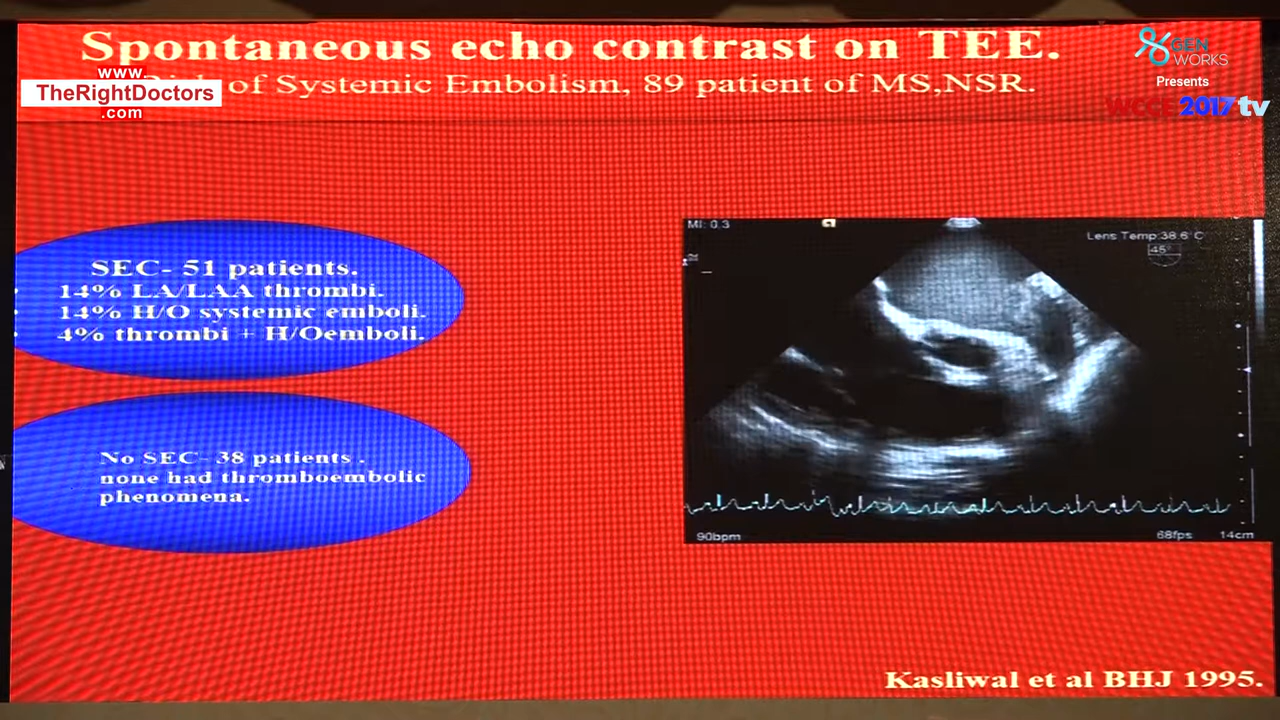 Spontaneous echo contrast on TEE.
of Systemic Embolism, 89 patient of MS,NSR.
www.
TheRightDoctors
.com
GEN
WORKS
Presents
WCCE 2017 tv
SEC- 51 patients.
14% LA/LAA thrombi.
14% H/O systemic emboli.
4% thrombi + H/Oemboli.
No SEC- 38 patients .
none had thromboembolic
phenomena.
MI: 0.3
Lens Temp:38.6°C
45°
90bpm
68fps
14cm
Kasliwal et al BHJ 1995.